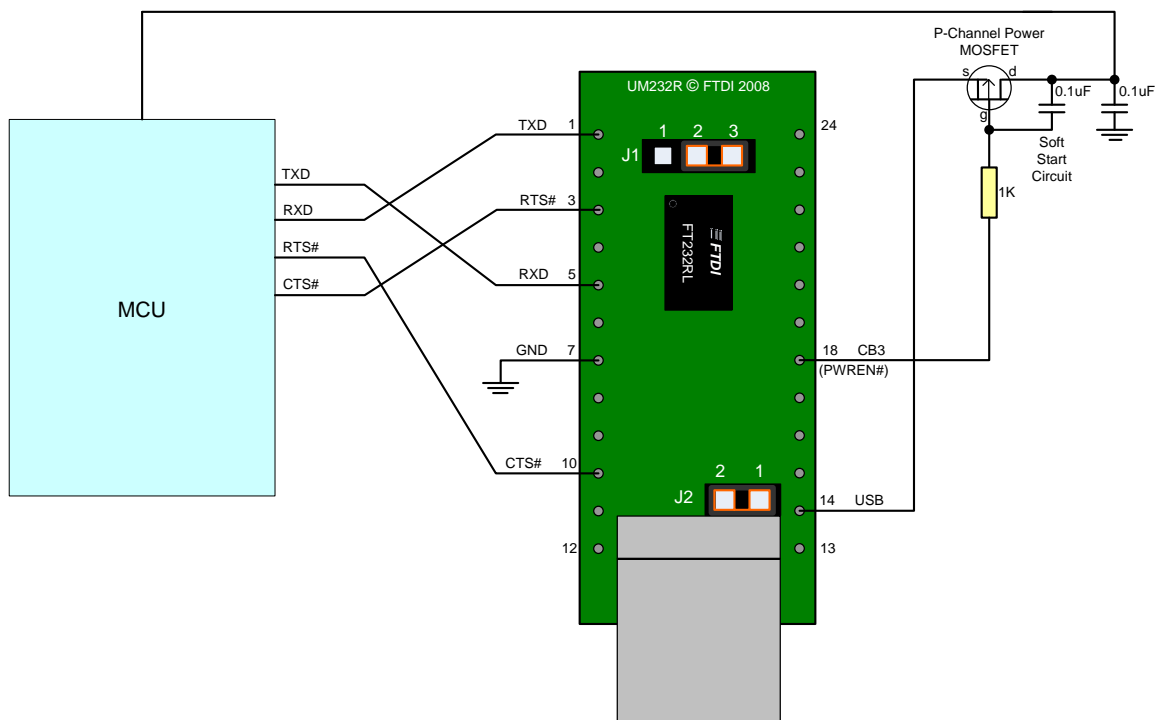 P-Channel Power
MOSFET
s
d
g
0.1uF
0.1uF
Soft
Start
Circuit
1K
UM232R © FTDI 2008
TXD 1
24
1 2 3
J1
TXD
RXD
RTS#
CTS#
MCU
RTS# 3
FTDI
FT232RL
RXD 5
GND 7
18 CB3
(PWREN#)
CTS# 10
2 1
J2
14 USB
12
13